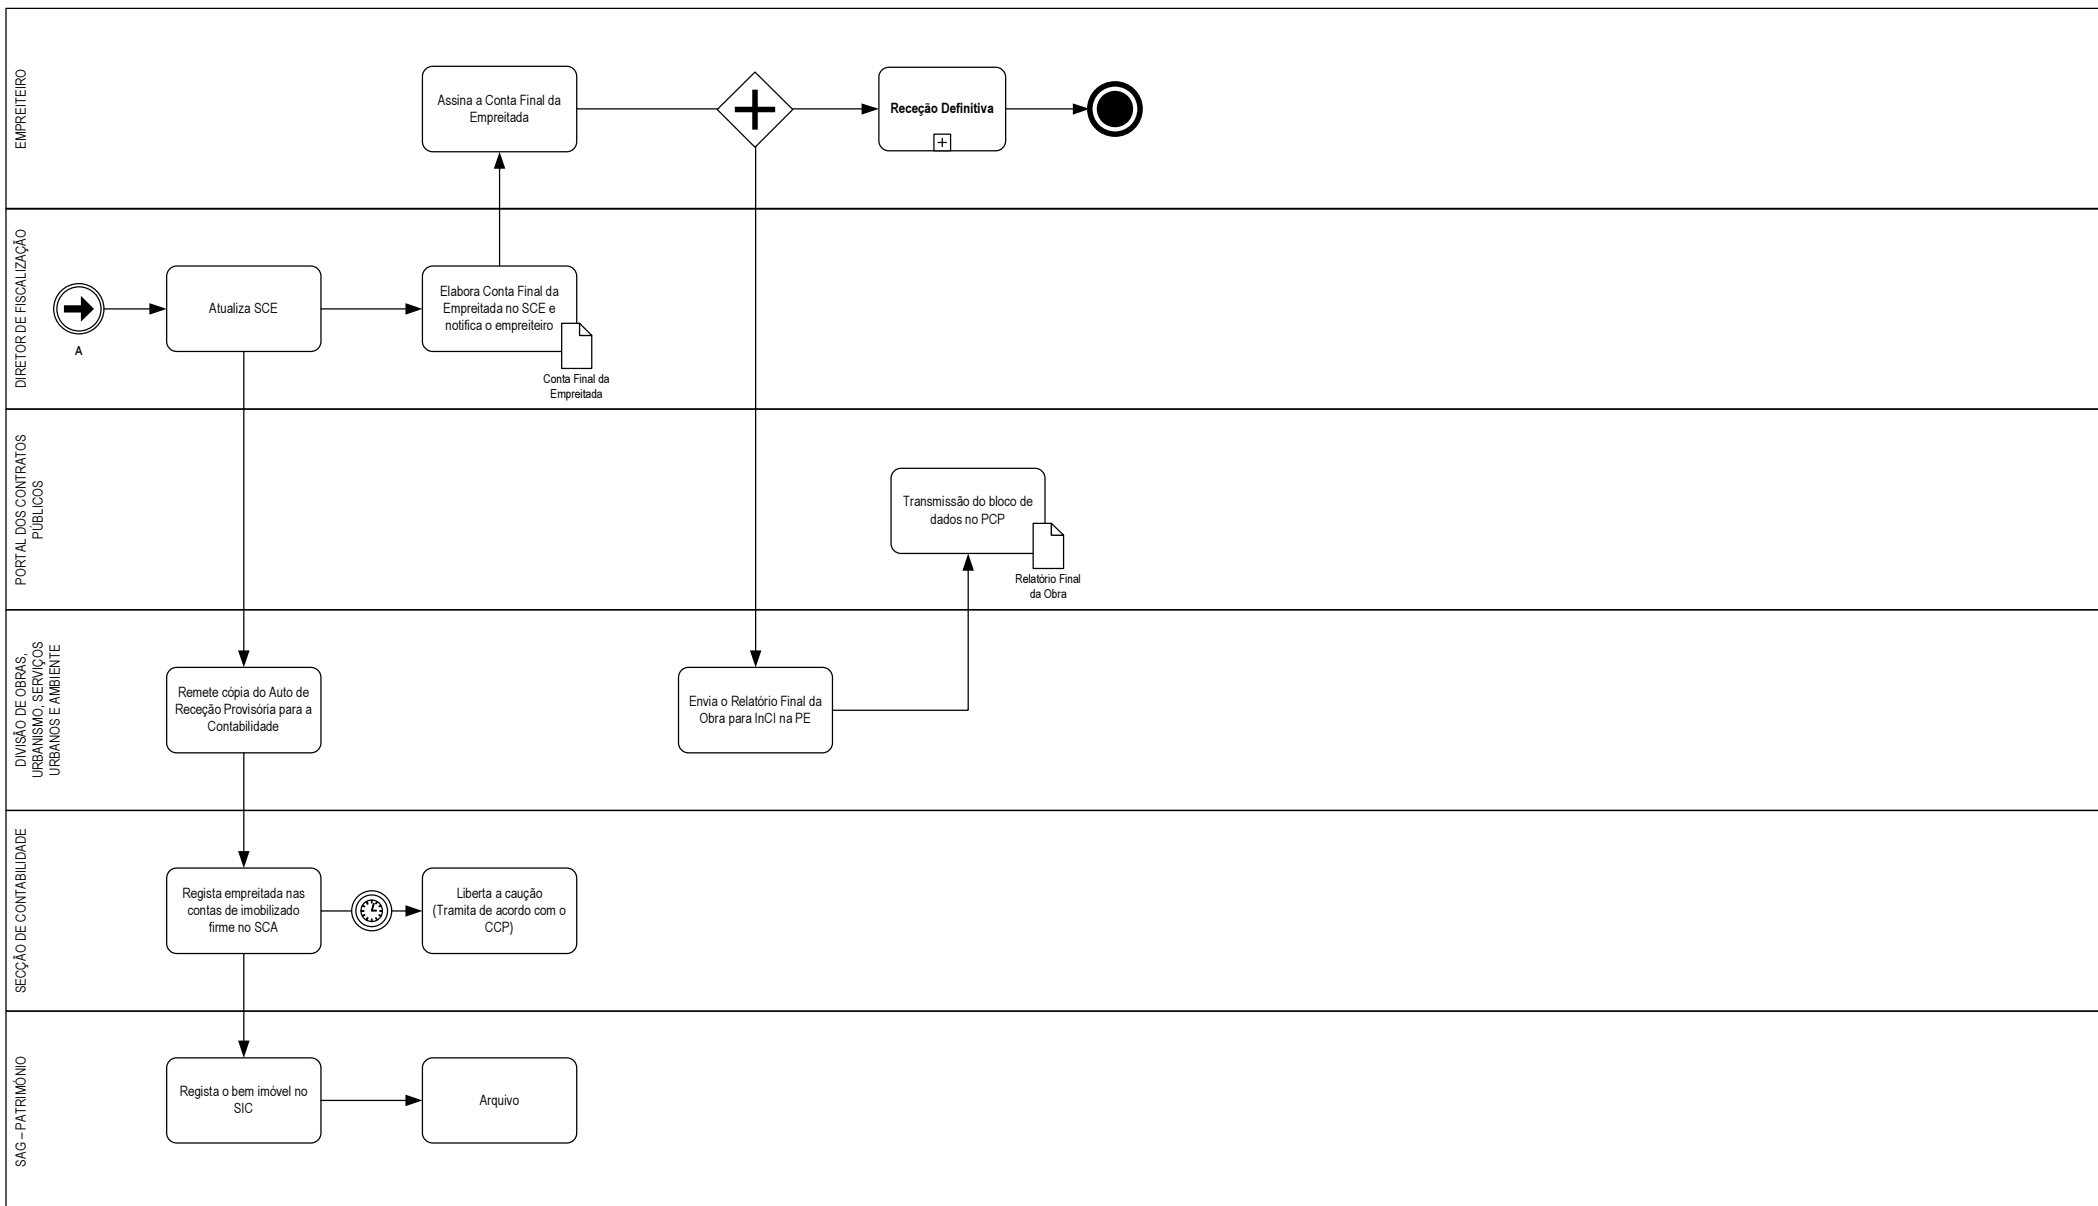 EMPREITEIRO
Assina a Conta Final da
Empreitada
Receção Definitiva
DIRETOR DE FISCALIZAÇÃO
A
Atualiza SCE
Elabora Conta Final da
Empreitada no SCE e
notifica o empreiteiro
Conta Final da
Empreitada
PORTAL DOS CONTRATOS
PÚBLICOS
Transmissão do bloco de
dados no PCP
Relatório Final
da Obra
DIVISÃO DE OBRAS,
URBANISMO, SERVIÇOS
URBANOS E AMBIENTE
Remete cópia do Auto de
Receção Provisória para a
Contabilidade
Envia o Relatório Final da
Obra para InCI na PE
SECÇÃO DE CONTABILIDADE
Regista empreitada nas
contas de imobilizado
firme no SCA
Liberta a caução
(Tramita de acordo com o
CCP)
SAG – PATRIMÓNIO
Regista o bem imóvel no
SIC
Arquivo